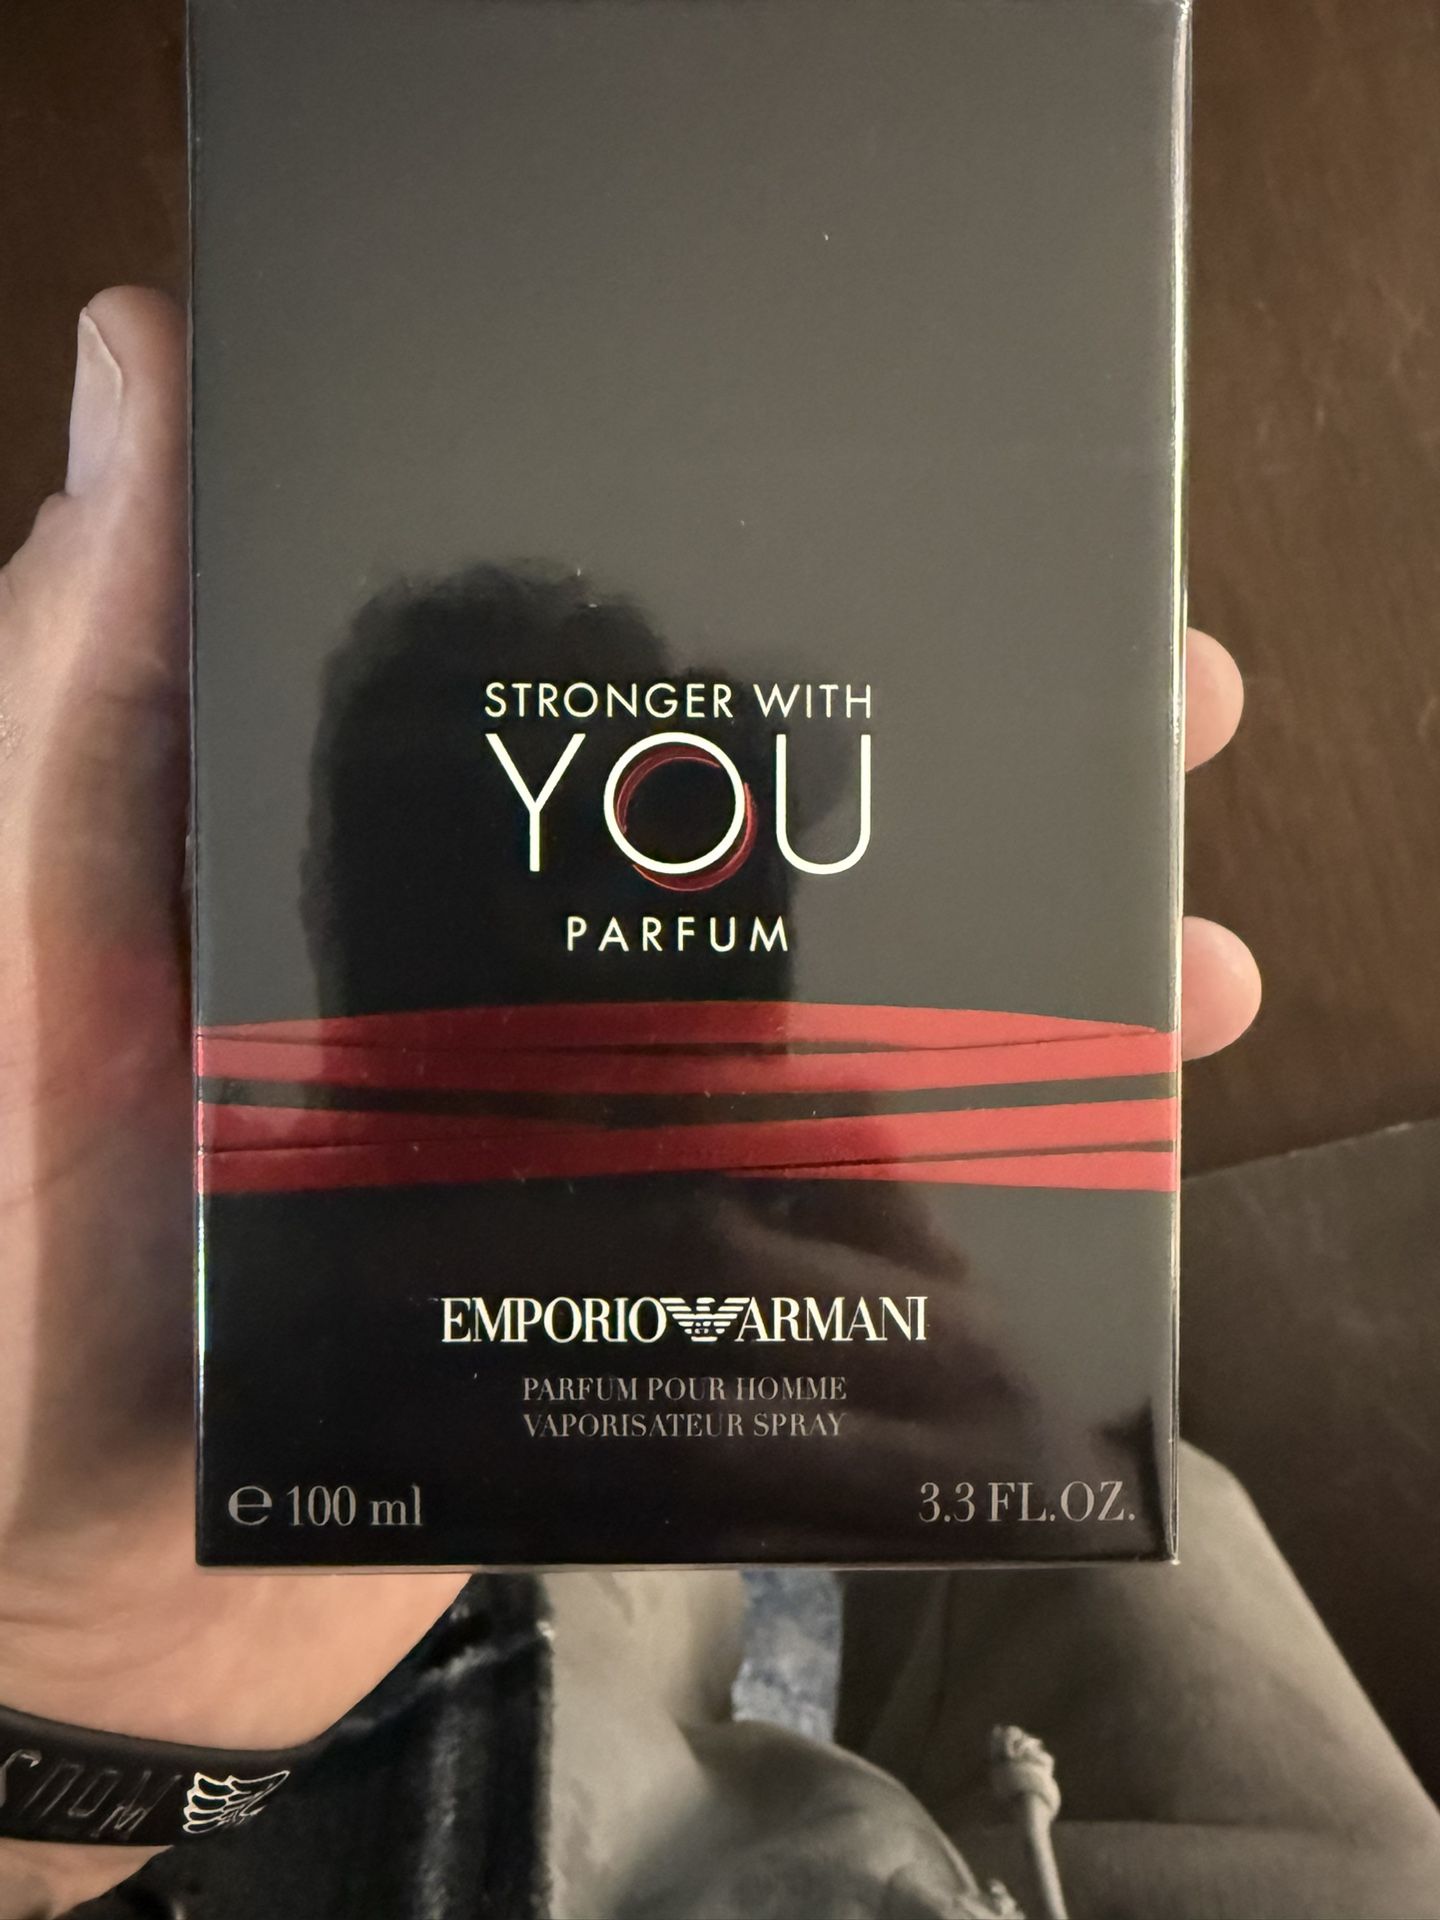 STRONGER WITH
YOU
PARFUM
EMPORIO ARMANI
PARFUM POUR HOMME
VAPORISATEUR SPRAY
e 100 ml
3.3 FL.OZ.